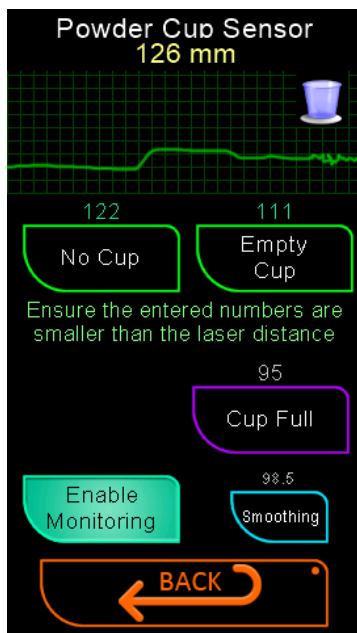 Powder Cup Sensor
126 mm
122
111
No Cup
Empty
Cup
Ensure the entered numbers are
smaller than the laser distance
95
Cup Full
98.5
Enable
Monitoring
Smoothing
BACK